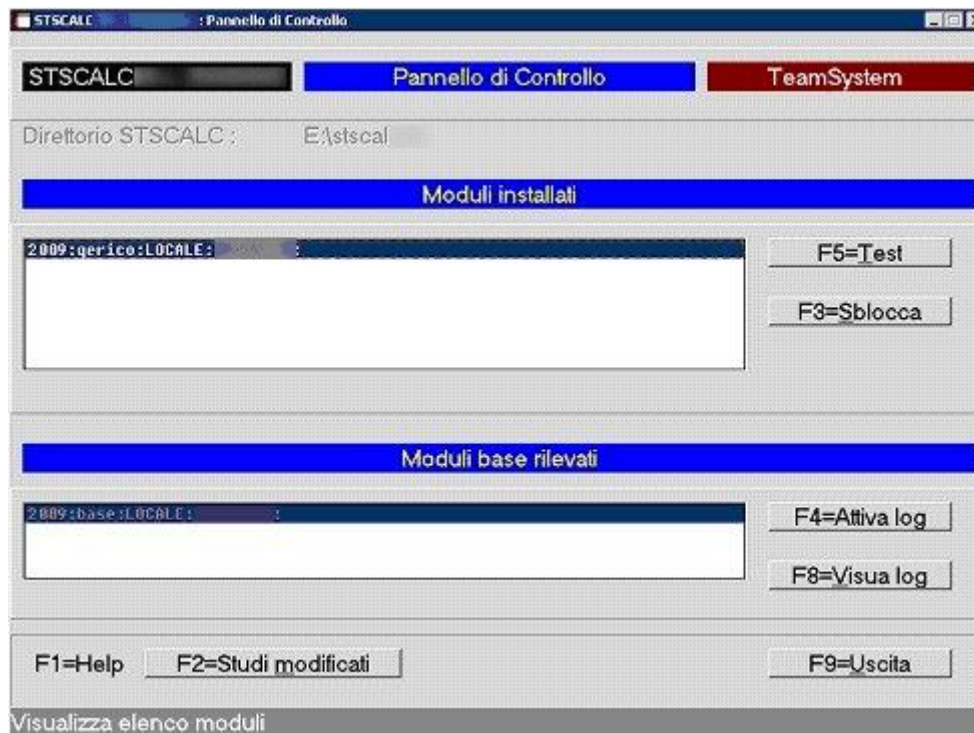 STSCALC : Pannello di Controllo
STSCALC Pannello di Controllo TeamSystem
Direttorio STSCALC : E:\stscal
Moduli installati
2009:gerico:LOCALE: :
F5=Test
F3=Sblocca
Moduli base rilevati
2009:base:LOCALE: :
F4=Attiva log
F8=Visua log
F1=Help F2=Studi modificati F9=Uscita
Visualizza elenco moduli